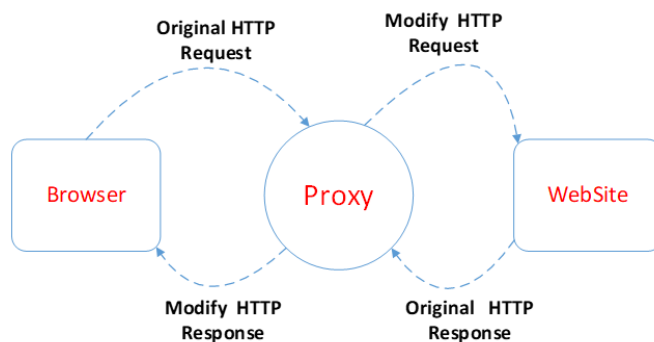 Original HTTP
Request
Modify HTTP
Request
Browser
Proxy
WebSite
Modify HTTP
Response
Original HTTP
Response